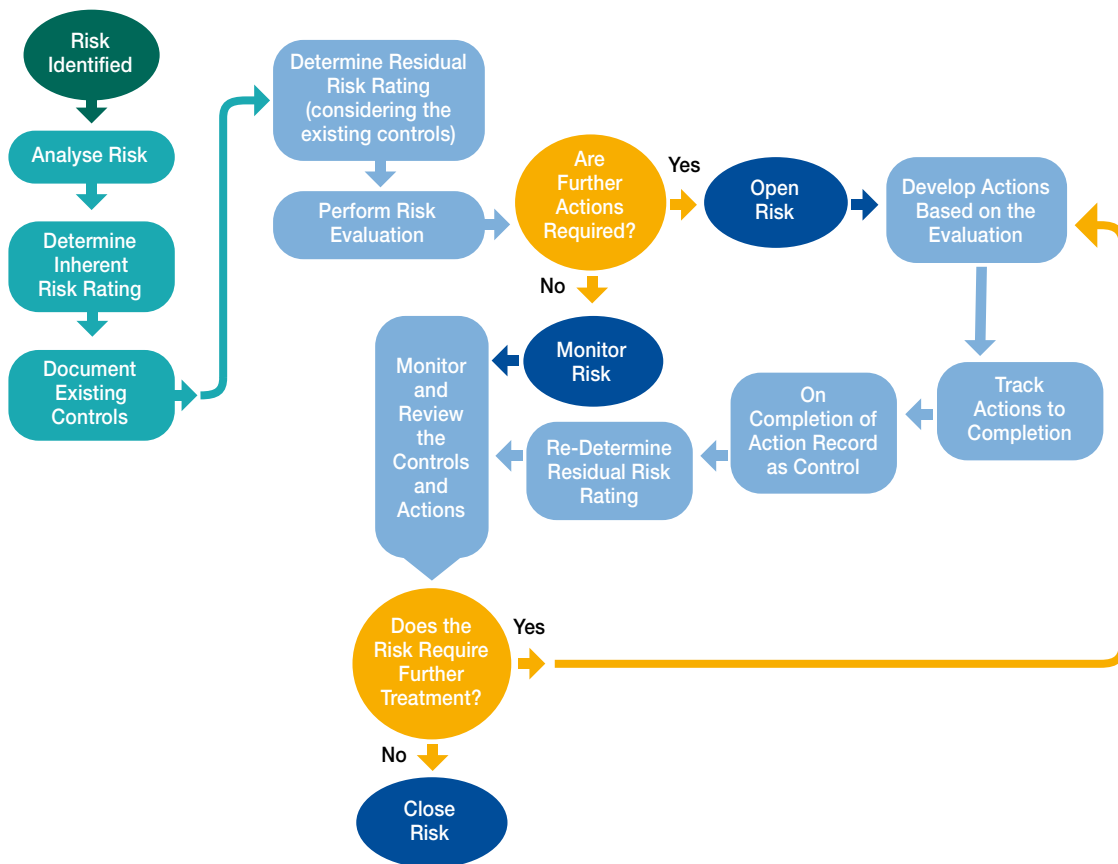 Risk
Identified
Analyse Risk
Determine
Inherent
Risk Rating
Document
Existing
Controls
Determine Residual
Risk Rating
(considering the
existing controls)
Perform Risk
Evaluation
Are
Further
Actions
Required?
Yes
Open
Risk
Develop Actions
Based on the
Evaluation
No
Monitor
Risk
Track
Actions to
Completion
On
Completion of
Action Record
as Control
Re-Determine
Residual Risk
Rating
Monitor
and
Review
the
Controls
and
Actions
Does the
Risk Require
Further
Treatment?
Yes
No
Close
Risk